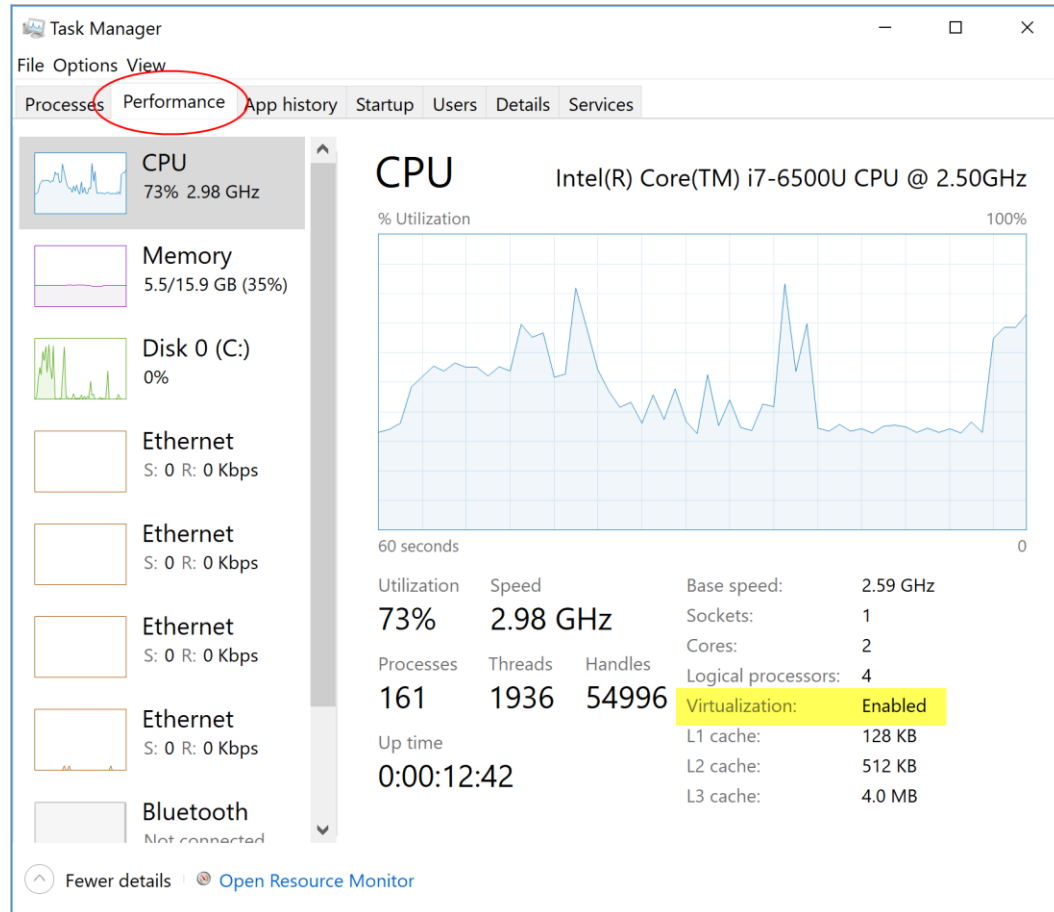 Task Manager
File Options View
Processes Performance App history Startup Users Details Services
CPU
73% 2.98 GHz
Memory
5.5/15.9 GB (35%)
Disk 0 (C:)
0%
Ethernet
S: 0 R: 0 Kbps
Ethernet
S: 0 R: 0 Kbps
Ethernet
S: 0 R: 0 Kbps
Ethernet
S: 0 R: 0 Kbps
Bluetooth
Not connected
CPU Intel(R) Core(TM) i7-6500U CPU @ 2.50GHz
% Utilization 100%
60 seconds 0
Utilization Speed
73% 2.98 GHz
Processes Threads Handles
161 1936 54996
Up time
0:00:12:42
Base speed: 2.59 GHz
Sockets: 1
Cores: 2
Logical processors: 4
Virtualization: Enabled
L1 cache: 128 KB
L2 cache: 512 KB
L3 cache: 4.0 MB
Fewer details Open Resource Monitor